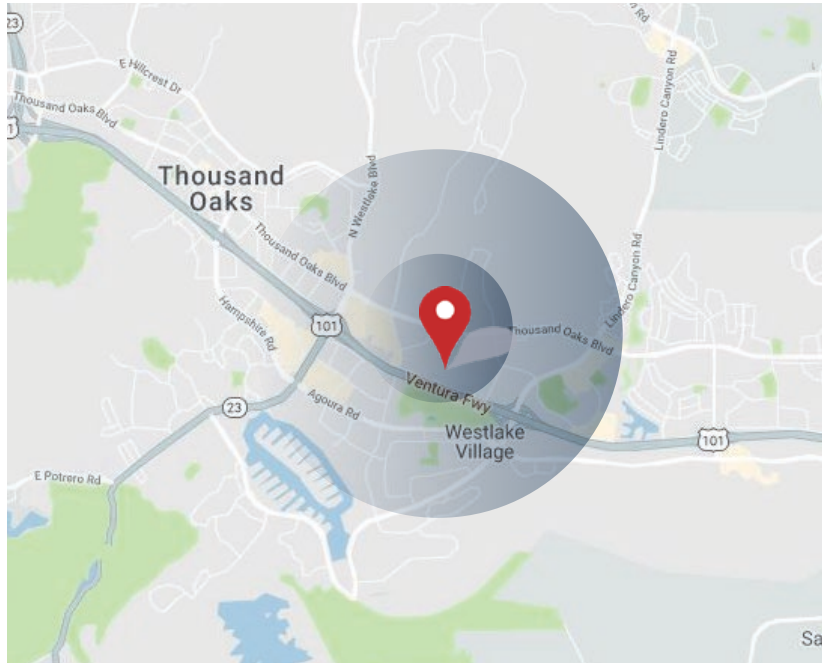 23
Rd
Lindero Canyon Rd
E Hillcrest Dr
Thousand Oaks Blvd
Thousand
Oaks
N Westlake Blvd
Thousand Oaks Blvd
Lindero Canyon Rd
Hampshire Rd
101
Thousand Oaks Blvd
Ventura Fwy
Agoura Rd
23
Westlake
Village
101
E Potrero Rd
Sa